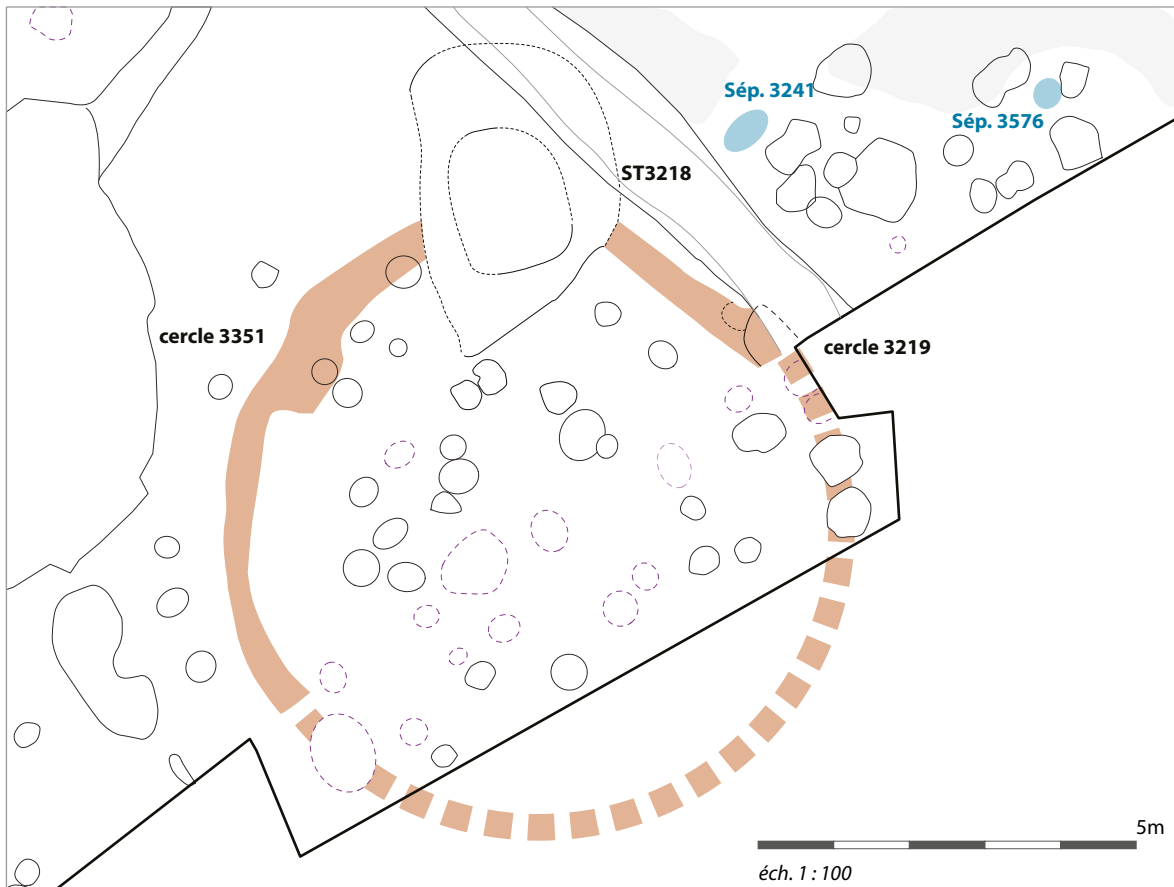 Sép. 3241
Sép. 3576
ST3218
cercle 3351
cercle 3219
5m
éch. 1 : 100